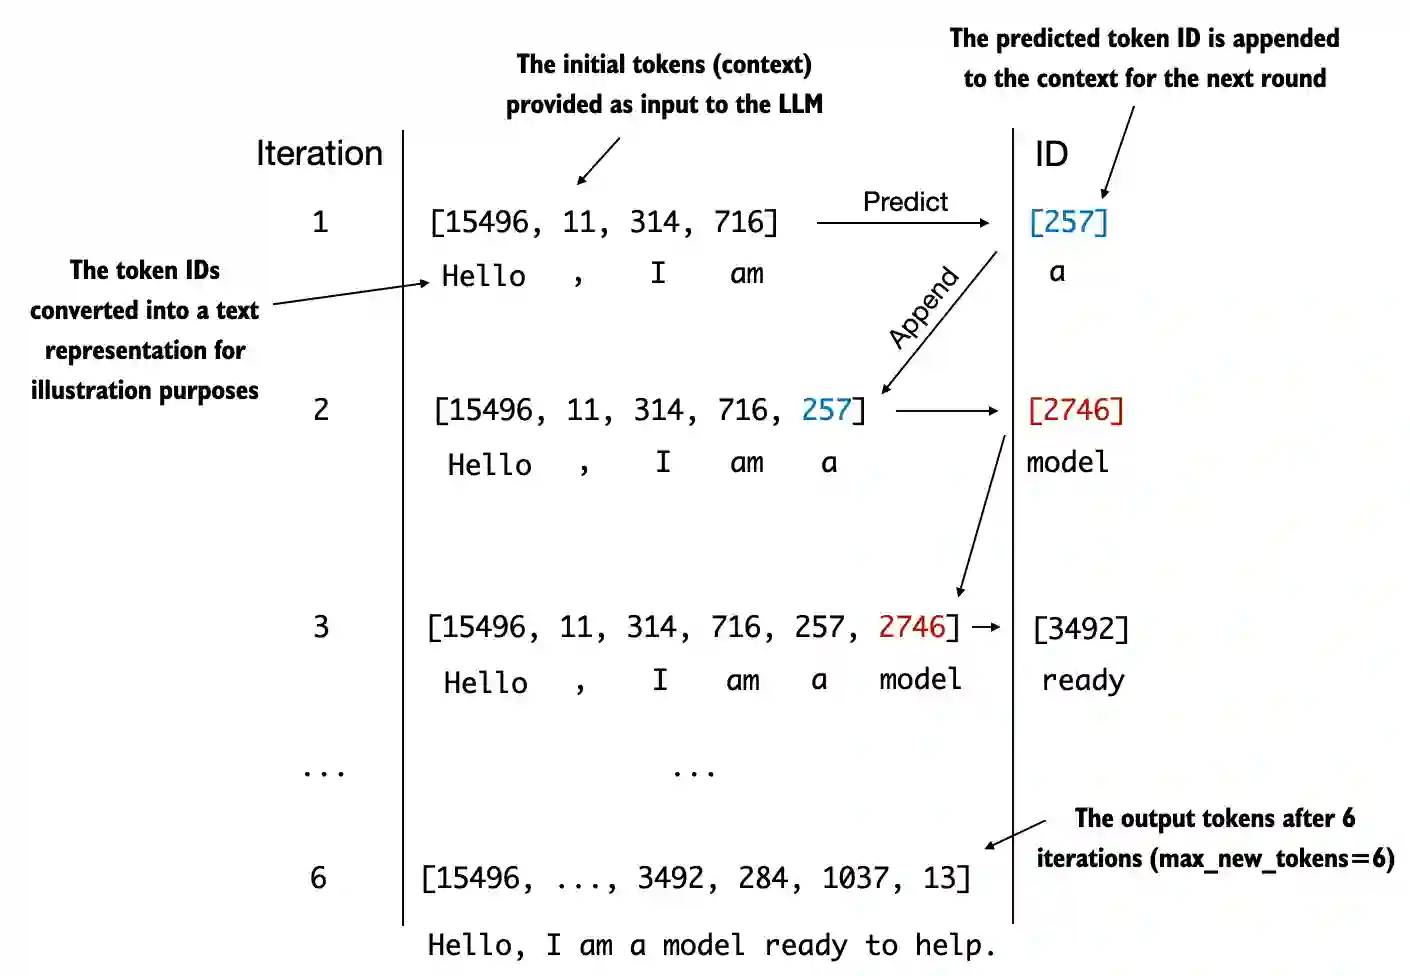 The initial tokens (context)
provided as input to the LLM
The predicted token ID is appended
to the context for the next round
Iteration
ID
1
[15496, 11, 314, 716]
Predict
[257]
Hello , I am
a
The token IDs
converted into a text
representation for
illustration purposes
Append
2
[15496, 11, 314, 716, 257]
[2746]
Hello , I am a
model
3
[15496, 11, 314, 716, 257, 2746]
[3492]
Hello , I am a model
ready
...
...
The output tokens after 6
iterations (max_new_tokens=6)
6
[15496, ..., 3492, 284, 1037, 13]
Hello, I am a model ready to help.